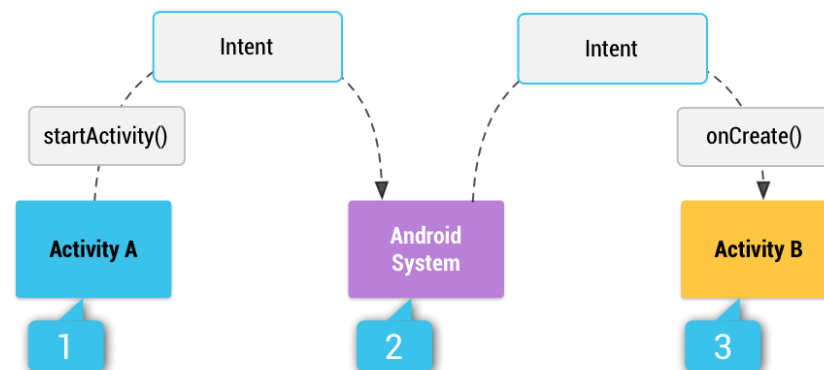 Intent
Intent
startActivity()
onCreate()
Activity A
Android
System
Activity B
1
2
3